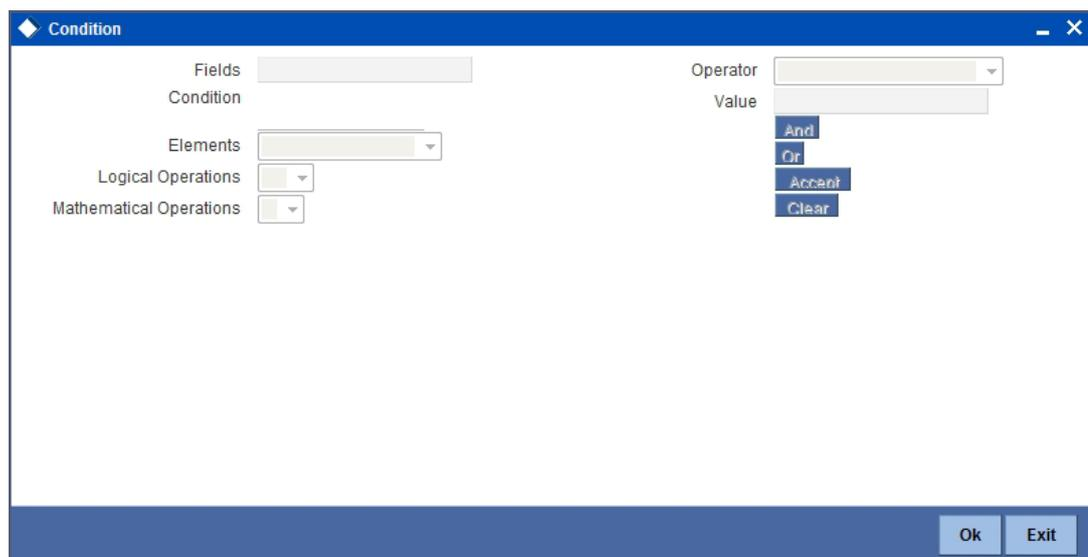 Condition
Fields
Operator
Condition
Value
And
Elements
Or
Logical Operations
Accept
Mathematical Operations
Clear
Ok
Exit